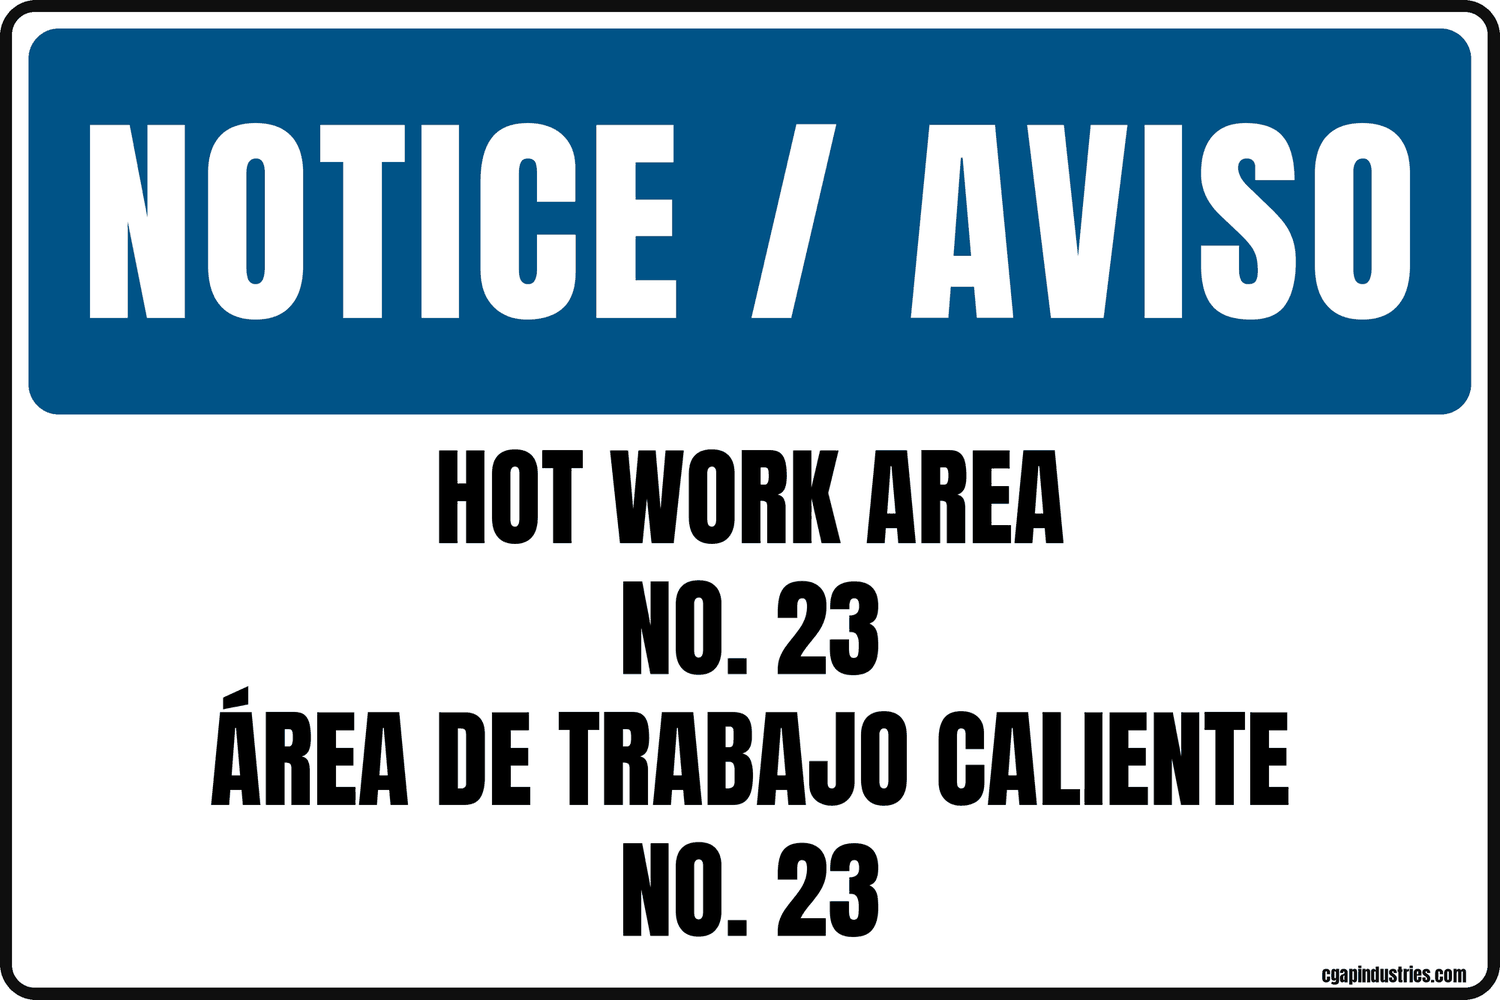 NOTICE / AVISO
HOT WORK AREA
NO. 23
ÁREA DE TRABAJO CALIENTE
NO. 23
cgapindustries.com